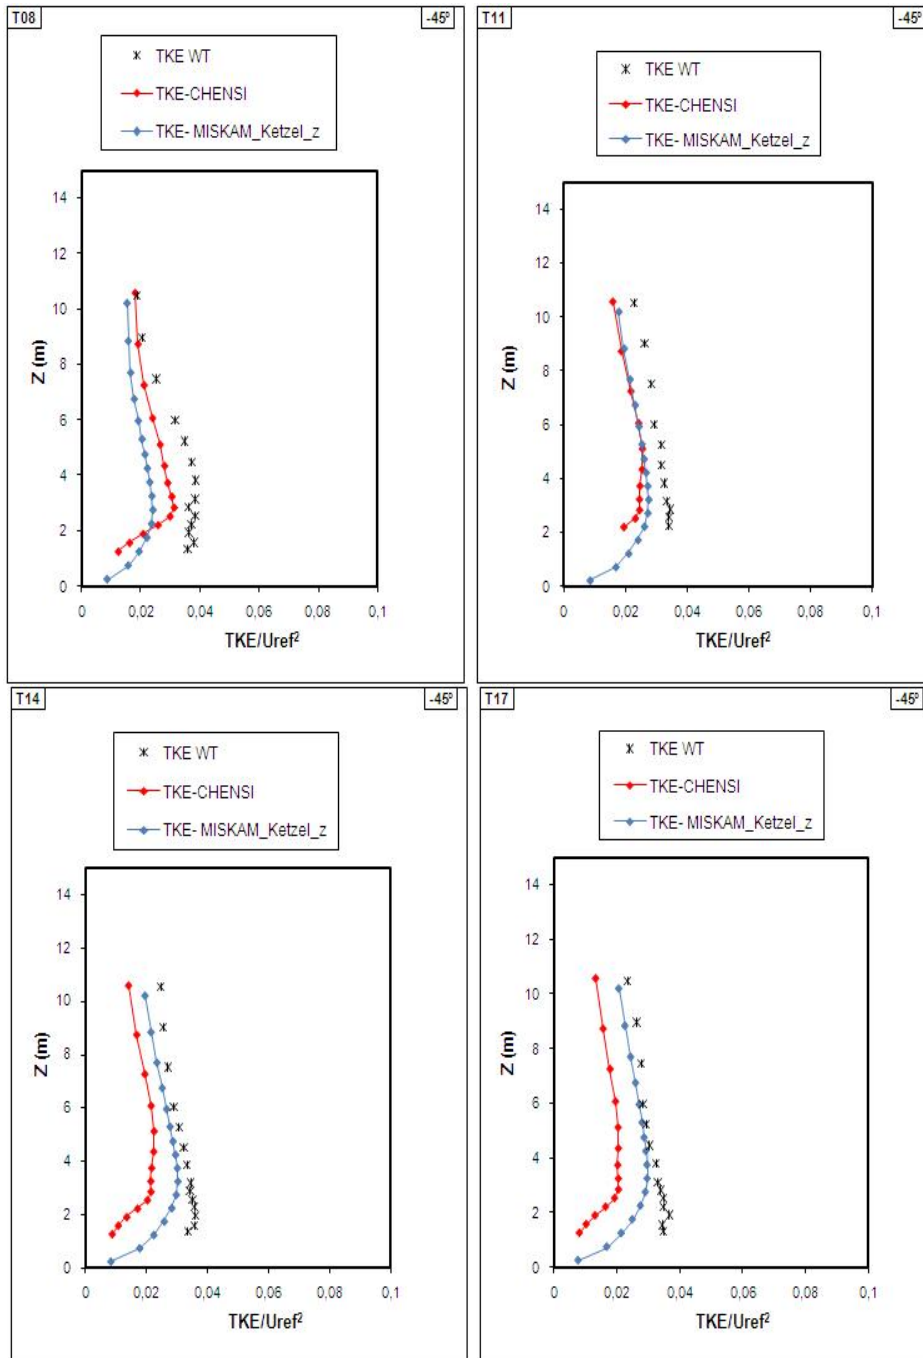 T08
-45º
TKE WT
TKE-CHENSI
TKE- MISKAM_Ketzel_z
14
12
10
8
6
4
2
0
Z (m)
0 0,02 0,04 0,06 0,08 0,1
TKE/Uref²
T11
-45º
TKE WT
TKE-CHENSI
TKE- MISKAM_Ketzel_z
14
12
10
8
6
4
2
0
Z (m)
0 0,02 0,04 0,06 0,08 0,1
TKE/Uref²
T14
-45º
TKE WT
TKE-CHENSI
TKE- MISKAM_Ketzel_z
14
12
10
8
6
4
2
0
Z (m)
0 0,02 0,04 0,06 0,08 0,1
TKE/Uref²
T17
-45º
TKE WT
TKE-CHENSI
TKE- MISKAM_Ketzel_z
14
12
10
8
6
4
2
0
Z (m)
0 0,02 0,04 0,06 0,08 0,1
TKE/Uref²